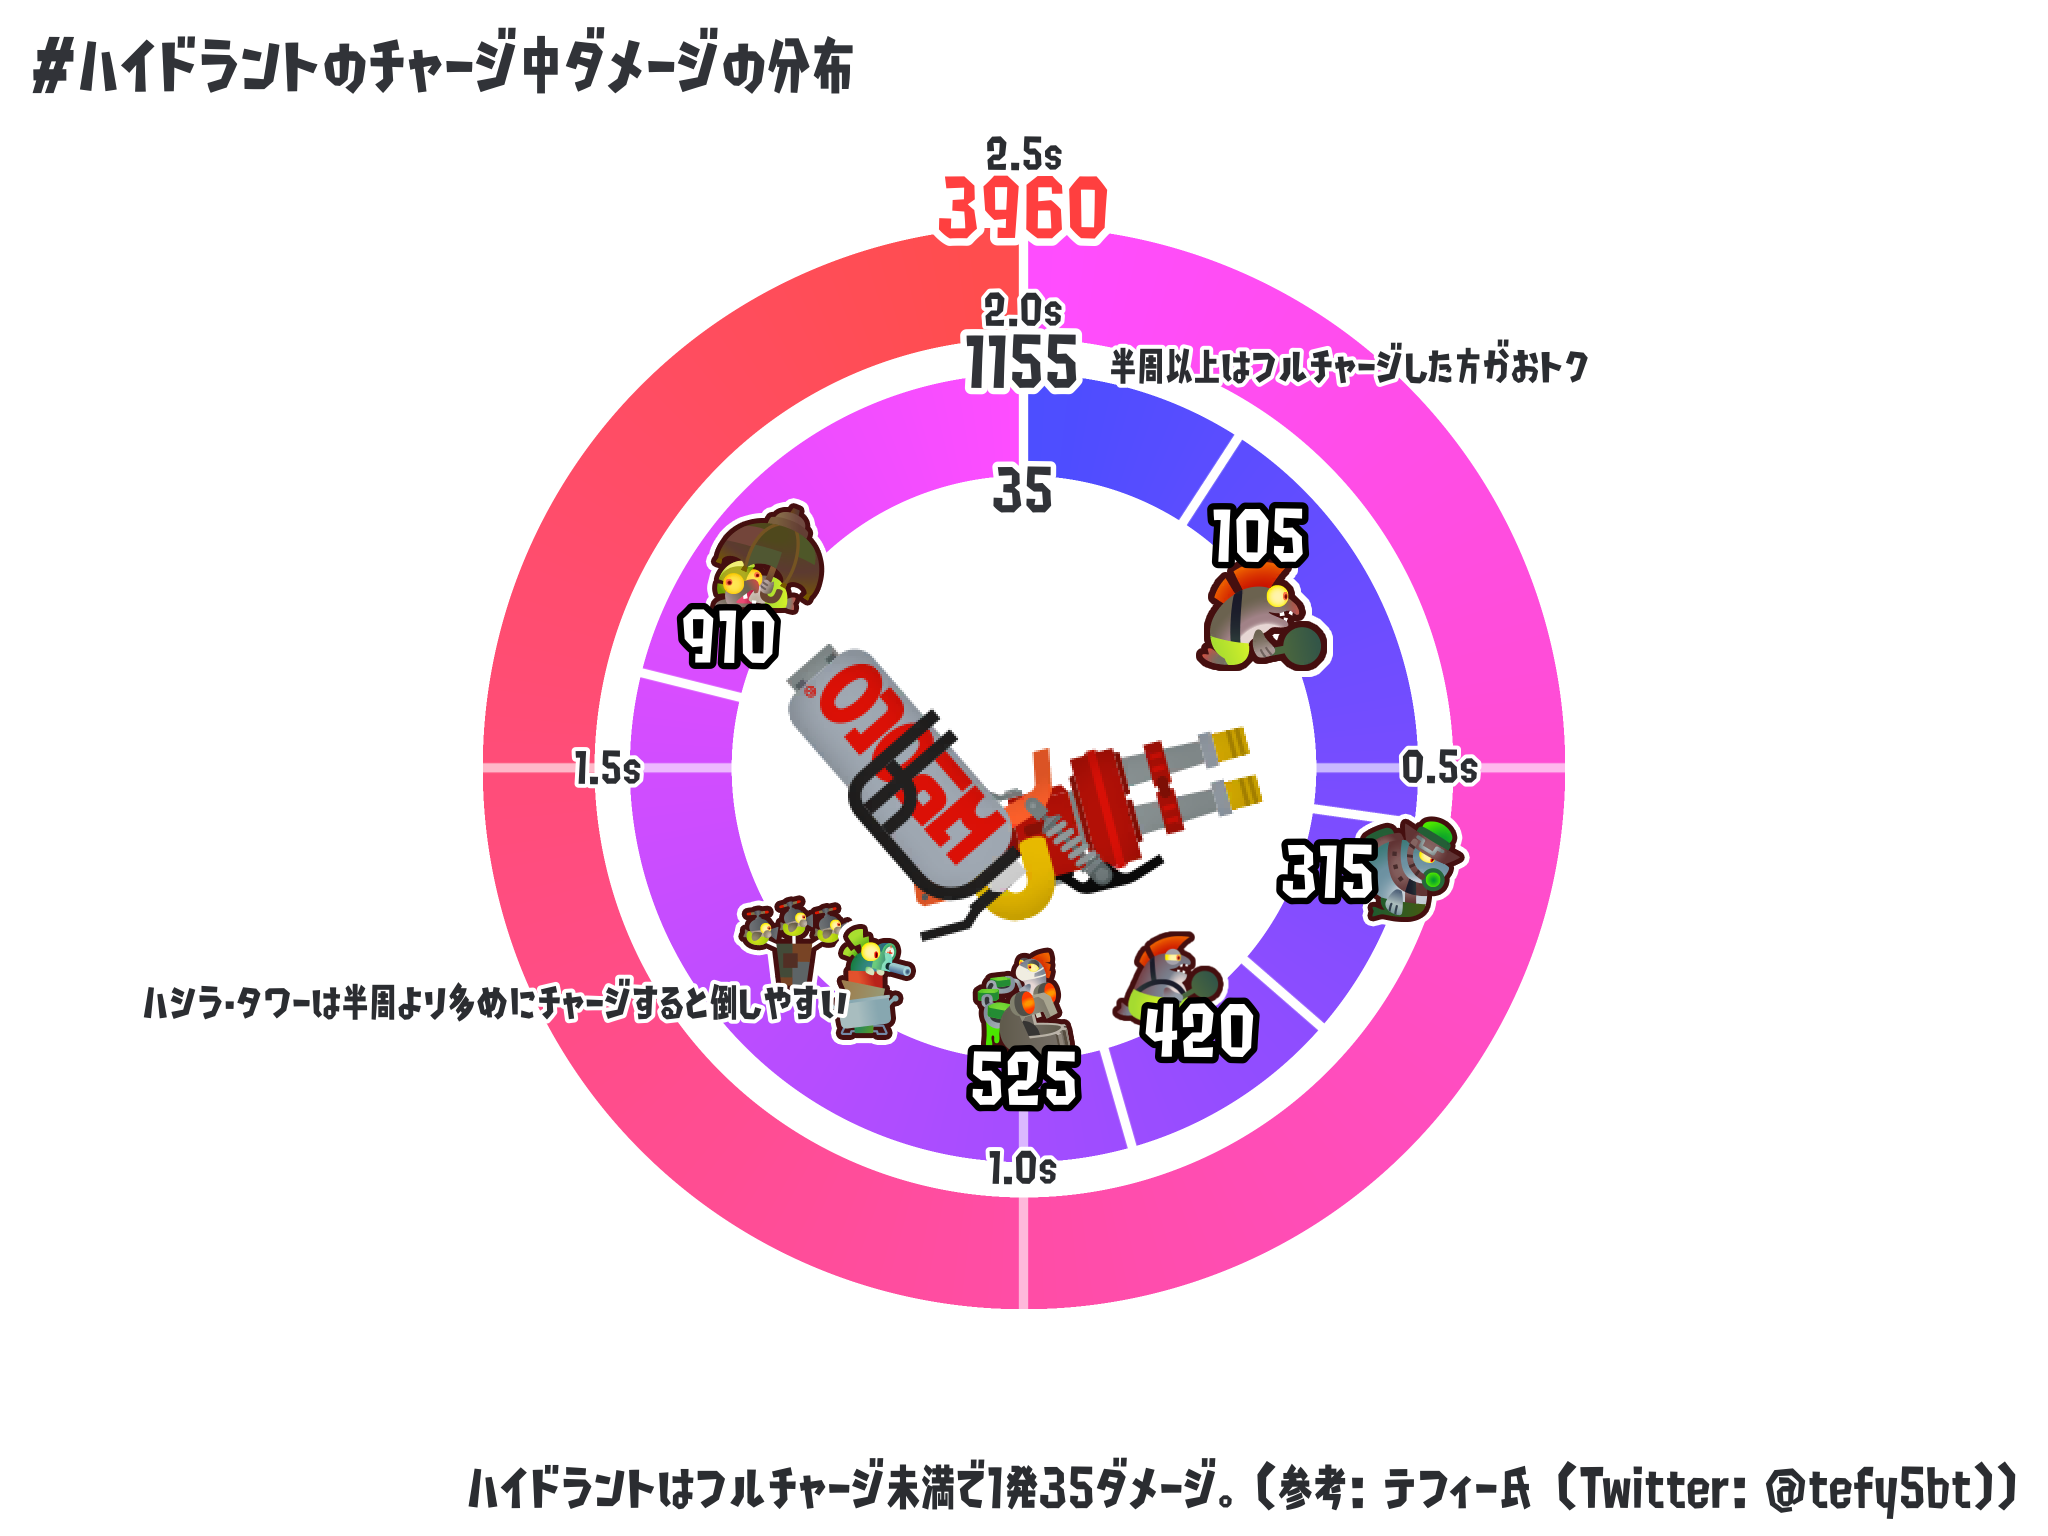 #ハイドラントのチャージ中ダメージの分布
2.5s
3960
2.0s
1155
半周以上はフルチャージした方がおトク
35
105
910
1.5s
0.5s
315
ハシラ・タワーは半周より多めにチャージすると倒しやすい
420
525
1.0s
ハイドラントはフルチャージ未満で1発35ダメージ。(参考: テフィー氏 (Twitter: @tefy5bt))